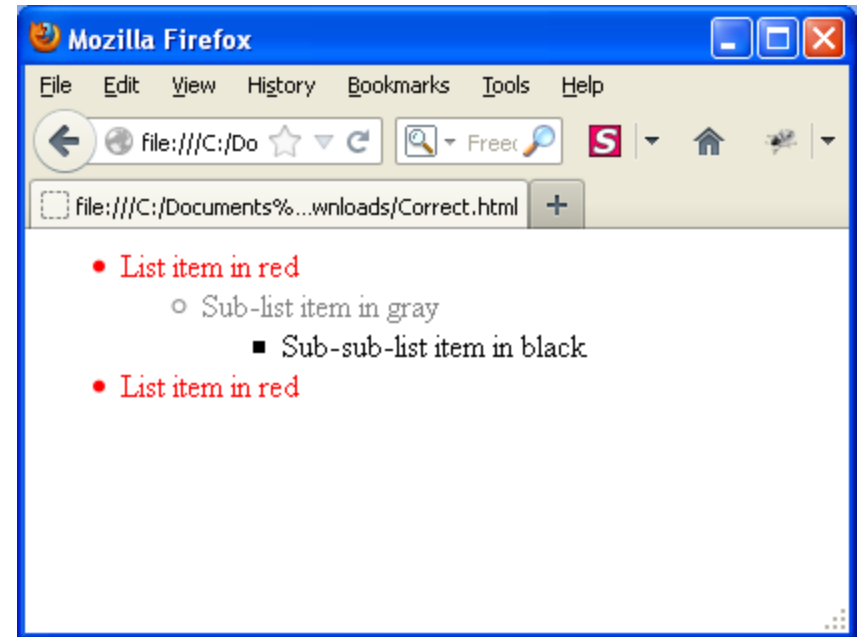 Mozilla Firefox
File Edit View History Bookmarks Tools Help
file:///C:/Do Free
S
file:///C:/Documents%...wnloads/Correct.html +
List item in red
Sub-list item in gray
Sub-sub-list item in black
List item in red